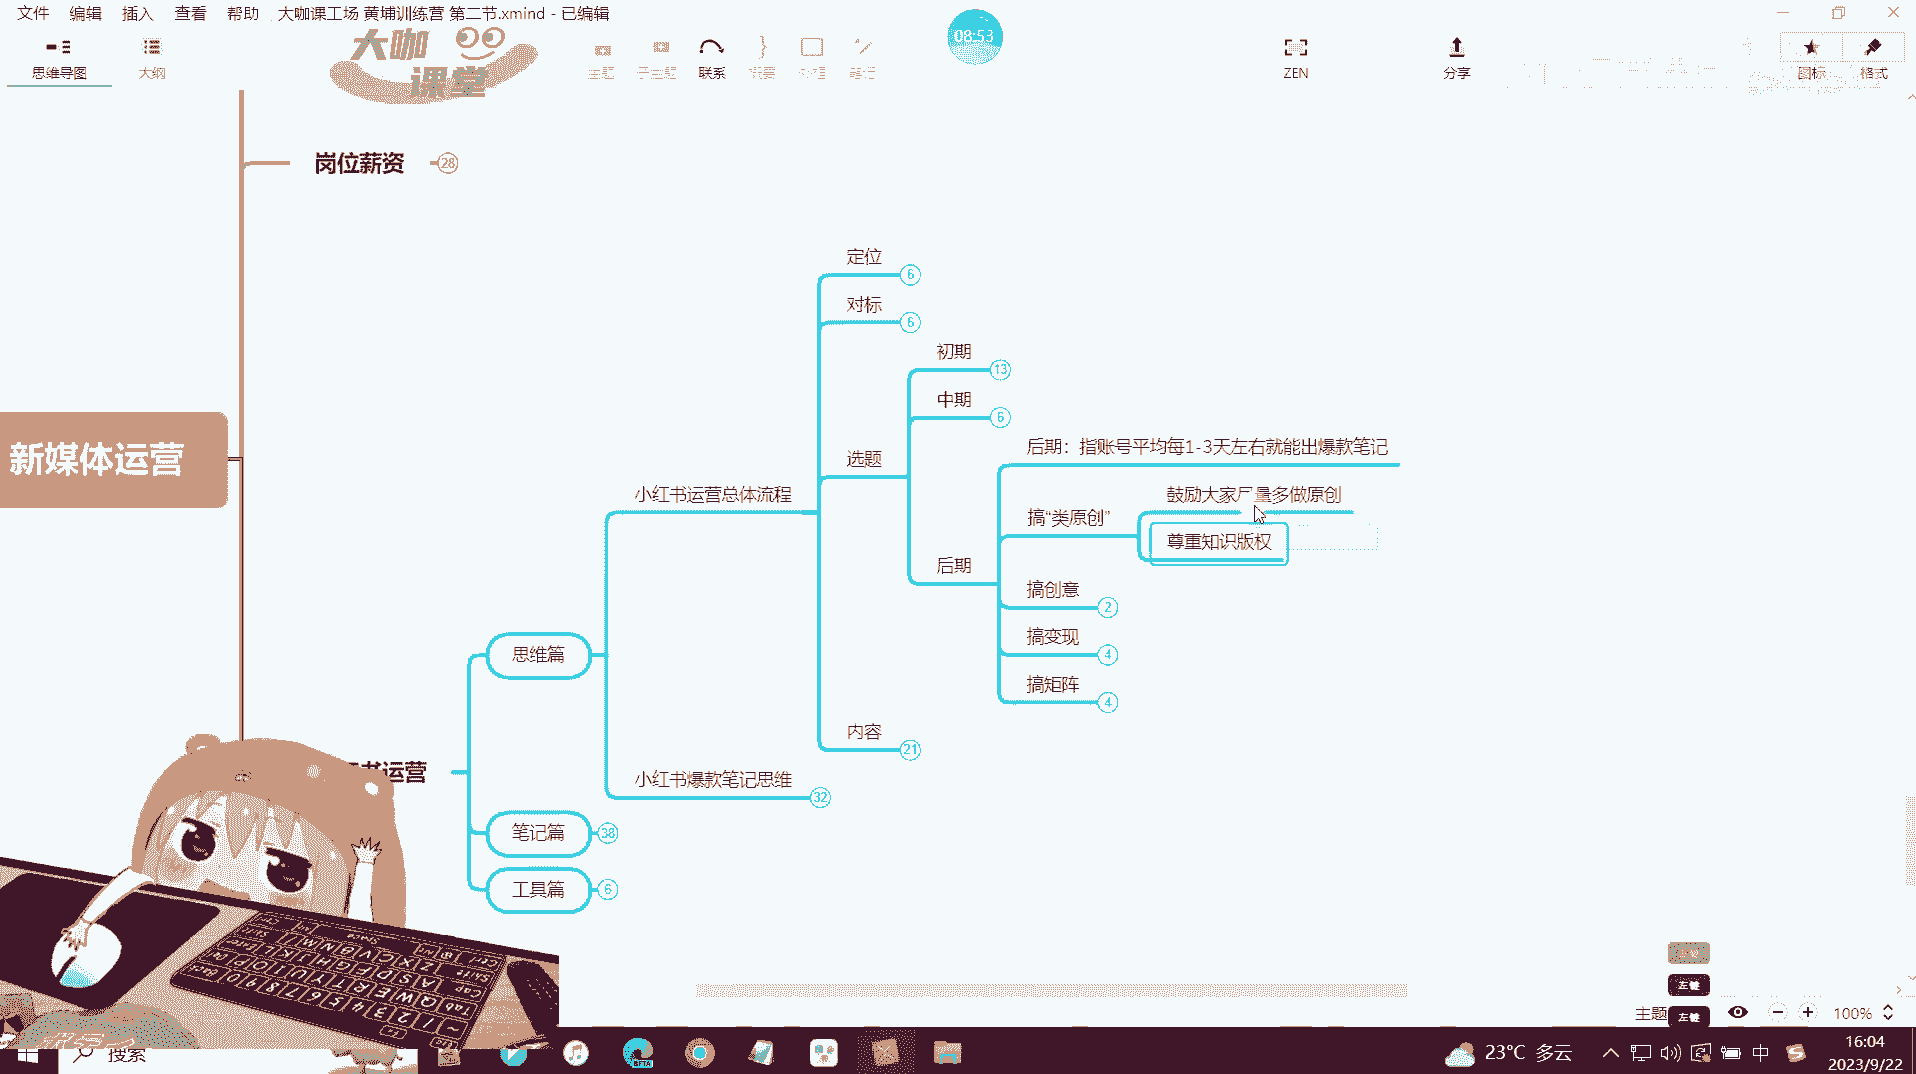 文件 编辑 插入 查看 帮助 大咖课工场 黄埔训练营 第二节.xmind - 已编辑
大咖
课堂
08:53
思维导图 大纲 主题 子主题 联系 概要 外框 笔记 ZEN 分享 图标 格式
岗位薪资 28
定位 6
对标 6
初期 13
中期 6
后期：指账号平均每1-3天左右就能出爆款笔记
新媒体运营
选题
小红书运营总体流程
鼓励大家尽量多做原创
搞“类原创”
尊重知识版权
后期
搞创意 2
搞变现 4
思维篇
搞矩阵 4
内容 21
书运营
小红书爆款笔记思维 32
笔记篇 38
工具篇 6
左键
主题 左键 100%
搜索 BETA 23°C 多云 中 16:04
2023/9/22